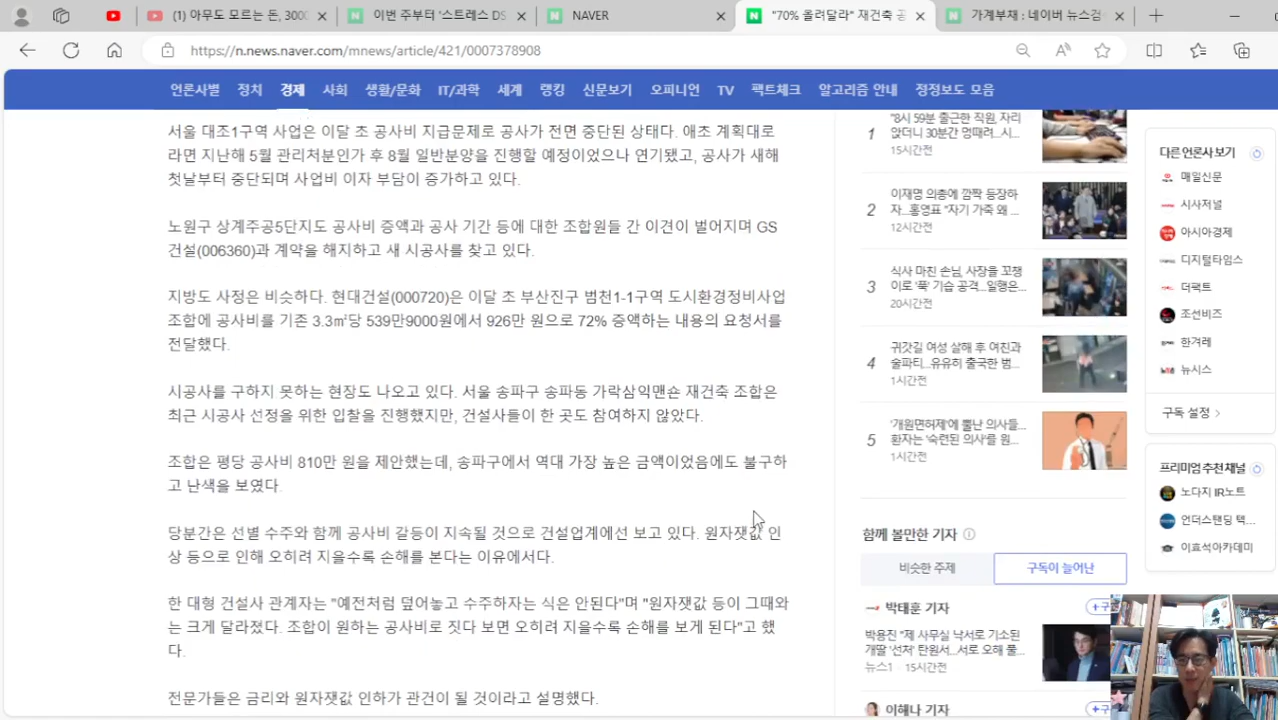 (1) 아무도 모르는 돈, 300(
이번 주부터 '스트레스 DS
NAVER
"70% 올려달라" 재건축 공
가계부채 : 네이버 뉴스검
https://n.news.naver.com/mnews/article/421/0007378908
언론사별 정치 경제 사회 생활/문화 IT/과학 세계 랭킹 신문보기 오피니언 TV 팩트체크 알고리즘 안내 정정보도 모음
서울 대조1구역 사업은 이달 초 공사비 지급문제로 공사가 전면 중단된 상태다. 애초 계획대로
라면 지난해 5월 관리처분인가 후 8월 일반분양을 진행할 예정이었으나 연기됐고, 공사가 새해
첫날부터 중단되며 사업비 이자 부담이 증가하고 있다.
노원구 상계주공5단지도 공사비 증액과 공사 기간 등에 대한 조합원들 간 이견이 벌어지며 GS
건설(006360)과 계약을 해지하고 새 시공사를 찾고 있다.
지방도 사정은 비슷하다. 현대건설(000720)은 이달 초 부산진구 범천1-1구역 도시환경정비사업
조합에 공사비를 기존 3.3㎡당 539만9000원에서 926만 원으로 72% 증액하는 내용의 요청서를
전달했다.
시공사를 구하지 못하는 현장도 나오고 있다. 서울 송파구 송파동 가락삼익맨숀 재건축 조합은
최근 시공사 선정을 위한 입찰을 진행했지만, 건설사들이 한 곳도 참여하지 않았다.
조합은 평당 공사비 810만 원을 제안했는데, 송파구에서 역대 가장 높은 금액이었음에도 불구하
고 난색을 보였다.
당분간은 선별 수주와 함께 공사비 갈등이 지속될 것으로 건설업계에선 보고 있다. 원자잿값 인
상 등으로 인해 오히려 지을수록 손해를 본다는 이유에서다.
한 대형 건설사 관계자는 "예전처럼 덮어놓고 수주하자는 식은 안된다"며 "원자잿값 등이 그때와
는 크게 달라졌다. 조합이 원하는 공사비로 짓다 보면 오히려 지을수록 손해를 보게 된다"고 했
다.
전문가들은 금리와 원자잿값 인하가 관건이 될 것이라고 설명했다.
1
"8시 59분 출근한 직원, 자리
앉더니 30분간 멍때려...시...
15시간전
2
이재명 의총에 깜짝 등장하
자...홍영표 "자기 가죽 왜 ...
12시간전
3
식사 마친 손님, 사장을 꼬챙
이로 '푹' 기습 공격...일행은...
20시간전
4
귀갓길 여성 살해 후 여친과
술파티...유유히 출국한 범...
1시간전
5
'개원면허제'에 뿔난 의사들...
환자는 '숙련된 의사'를 원...
1시간전
함께 볼만한 기자
비슷한 주제 구독이 늘어난
박태훈 기자
+구
박용진 "제 사무실 낙서로 기소된
개딸 '선처' 탄원서...서로 오해 풀...
뉴스1 · 15시간전
이해나 기자
+구
다른 언론사 보기
매일신문
시사저널
아시아경제
디지털타임스
더팩트
조선비즈
한겨레
뉴시스
구독 설정 >
프리미엄 추천 채널
노다지 IR노트
언더스탠딩 텍...
이효석아카데미